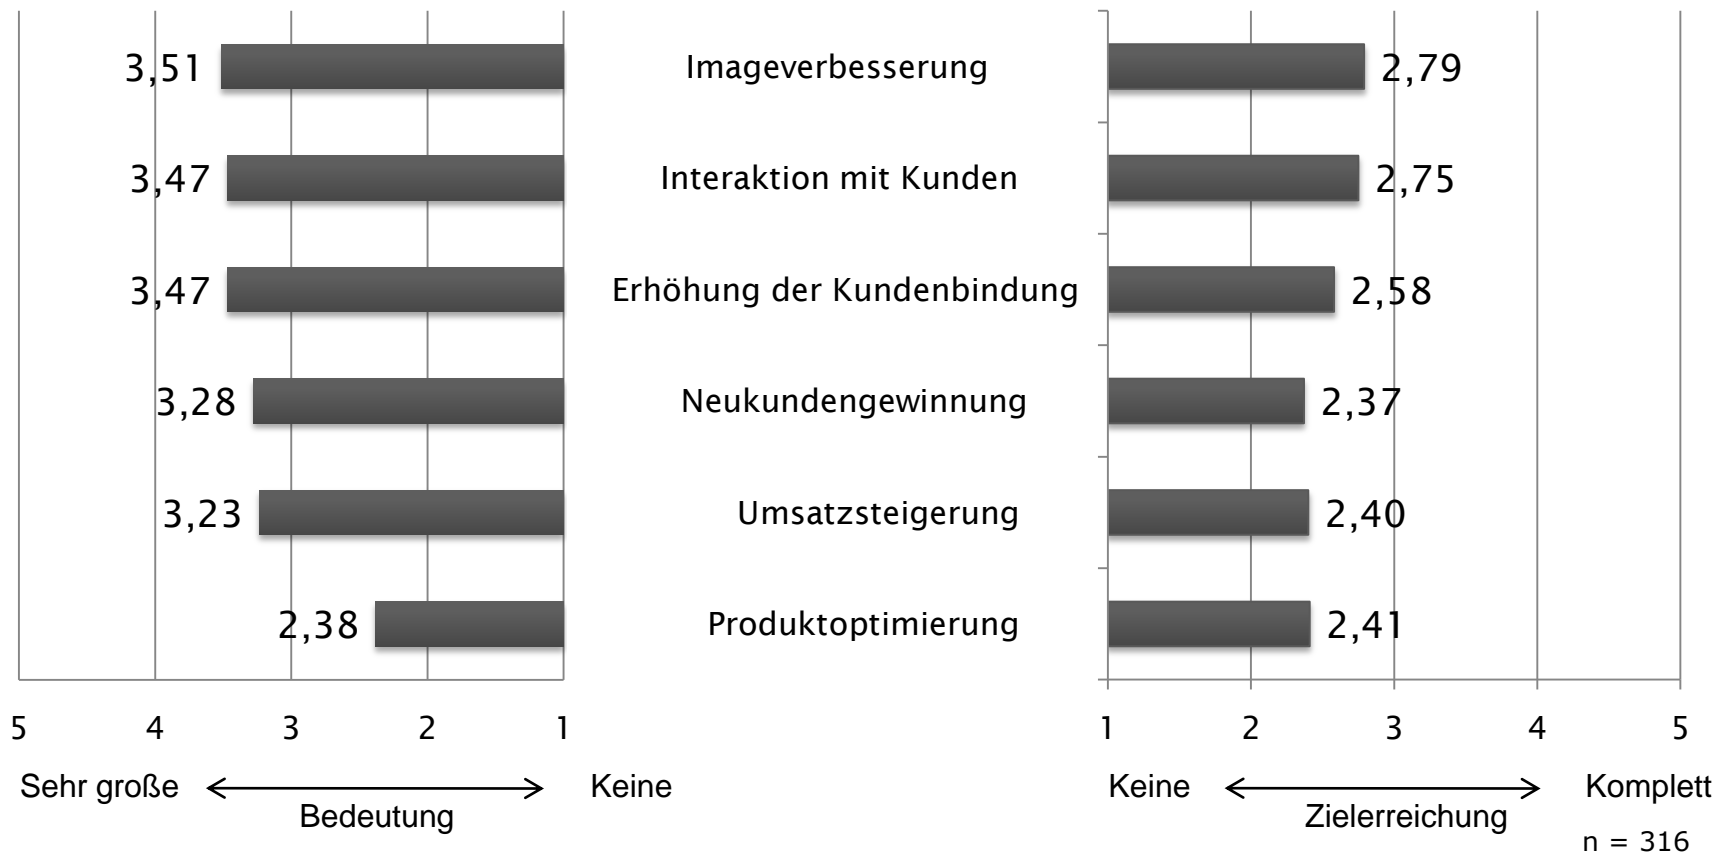 3,51 Imageverbesserung 2,79
3,47 Interaktion mit Kunden 2,75
3,47 Erhöhung der Kundenbindung 2,58
3,28 Neukundengewinnung 2,37
3,23 Umsatzsteigerung 2,40
2,38 Produktoptimierung 2,41
5 4 3 2 1 1 2 3 4 5
Sehr große Keine Keine Komplett
Bedeutung Zielerreichung
n = 316